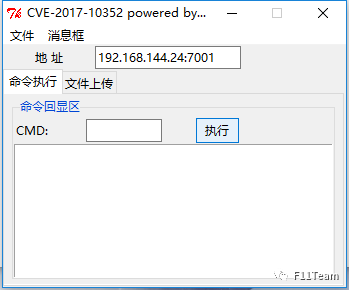 CVE-2017-10352 powered by...
文件 消息框
地 址 192.168.144.24:7001
命令执行 文件上传
命令回显区
CMD: 执行
F11Team